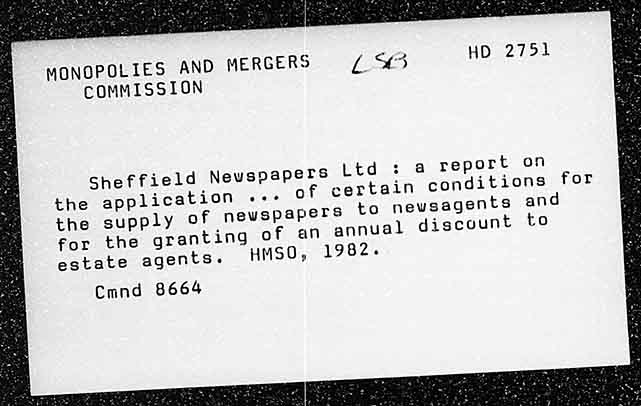 MONOPOLIES AND MERGERS LSB HD 2751
COMMISSION
Sheffield Newspapers Ltd : a report on
the application ... of certain conditions for
the supply of newspapers to newsagents and
for the granting of an annual discount to
estate agents. HMSO, 1982.
Cmnd 8664